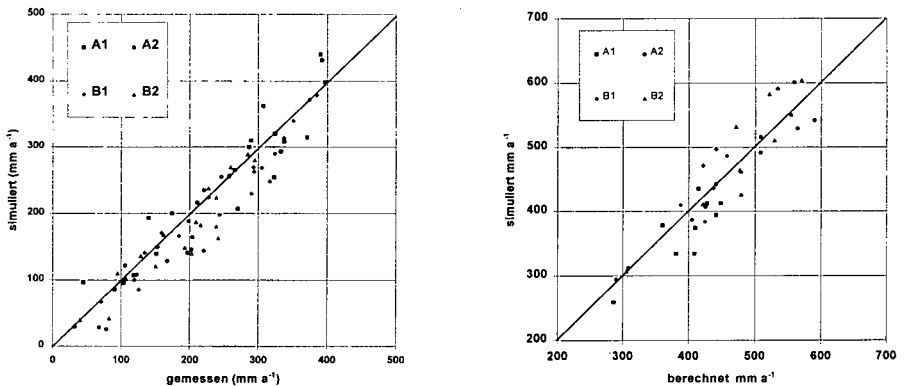 500
400
300
200
100
0
simuliert (mm a⁻¹)
A1 A2
B1 B2
0 100 200 300 400 500
gemessen (mm a⁻¹)
700
600
500
400
300
200
simuliert mm a⁻¹
A1 A2
B1 B2
200 300 400 500 600 700
berechnet mm a⁻¹